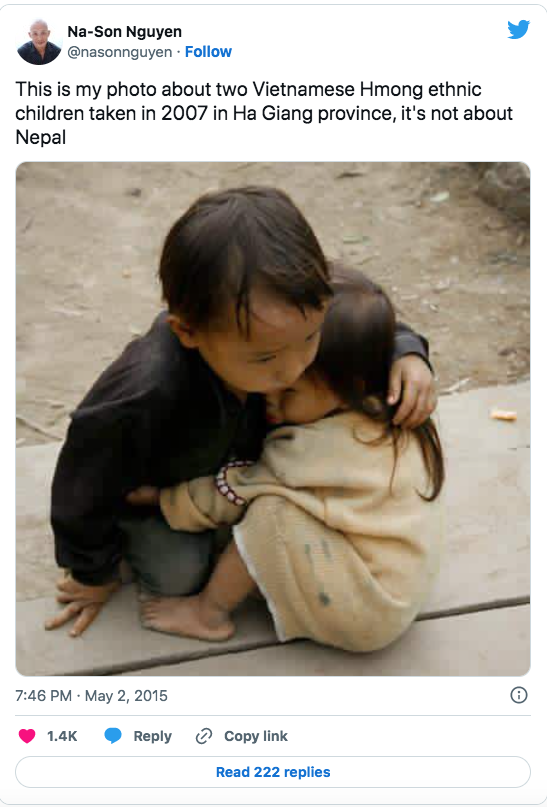 Na-Son Nguyen
@nasonnguyen · Follow
This is my photo about two Vietnamese Hmong ethnic
children taken in 2007 in Ha Giang province, it's not about
Nepal
7:46 PM · May 2, 2015
1.4K Reply Copy link
Read 222 replies